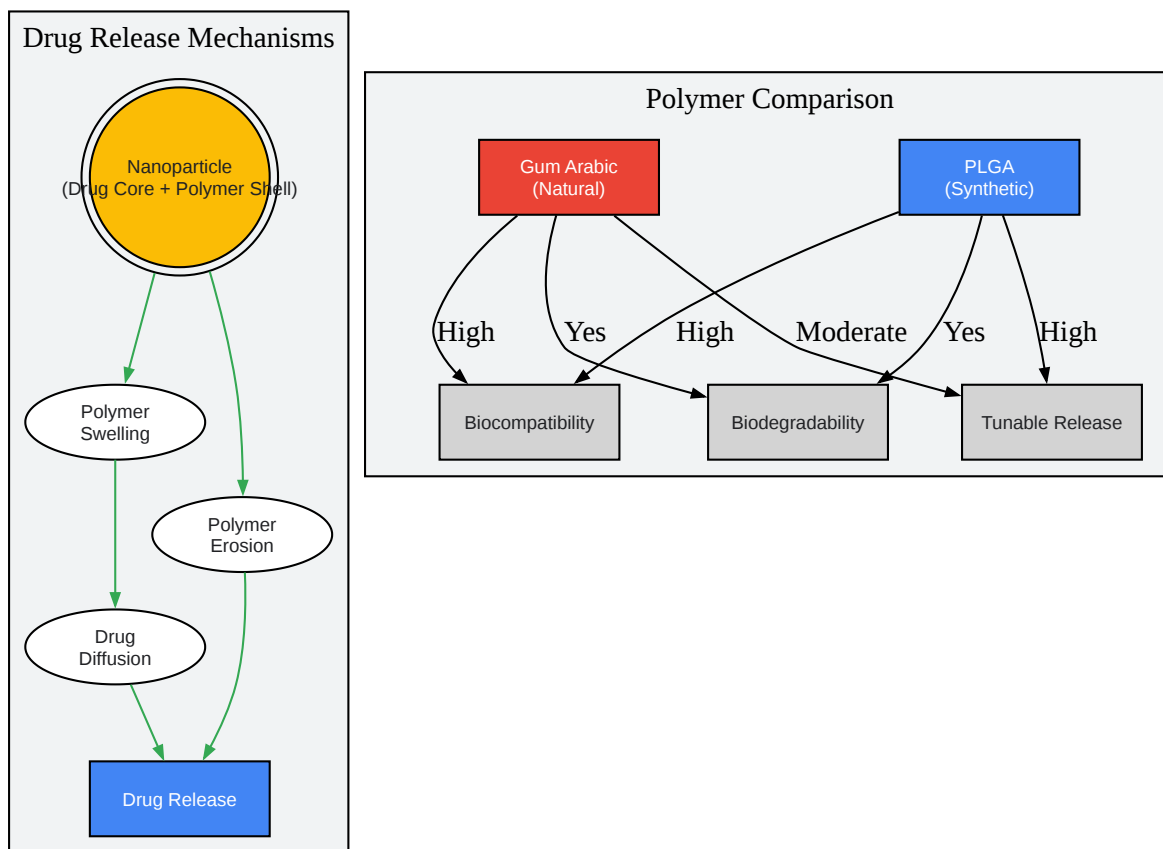 Drug Release Mechanisms
Nanoparticle
(Drug Core + Polymer Shell)
Polymer
Swelling
Polymer
Erosion
Drug
Diffusion
Drug Release
Polymer Comparison
Gum Arabic
(Natural)
PLGA
(Synthetic)
High
Yes
High
Moderate
Yes
High
Biocompatibility
Biodegradability
Tunable Release